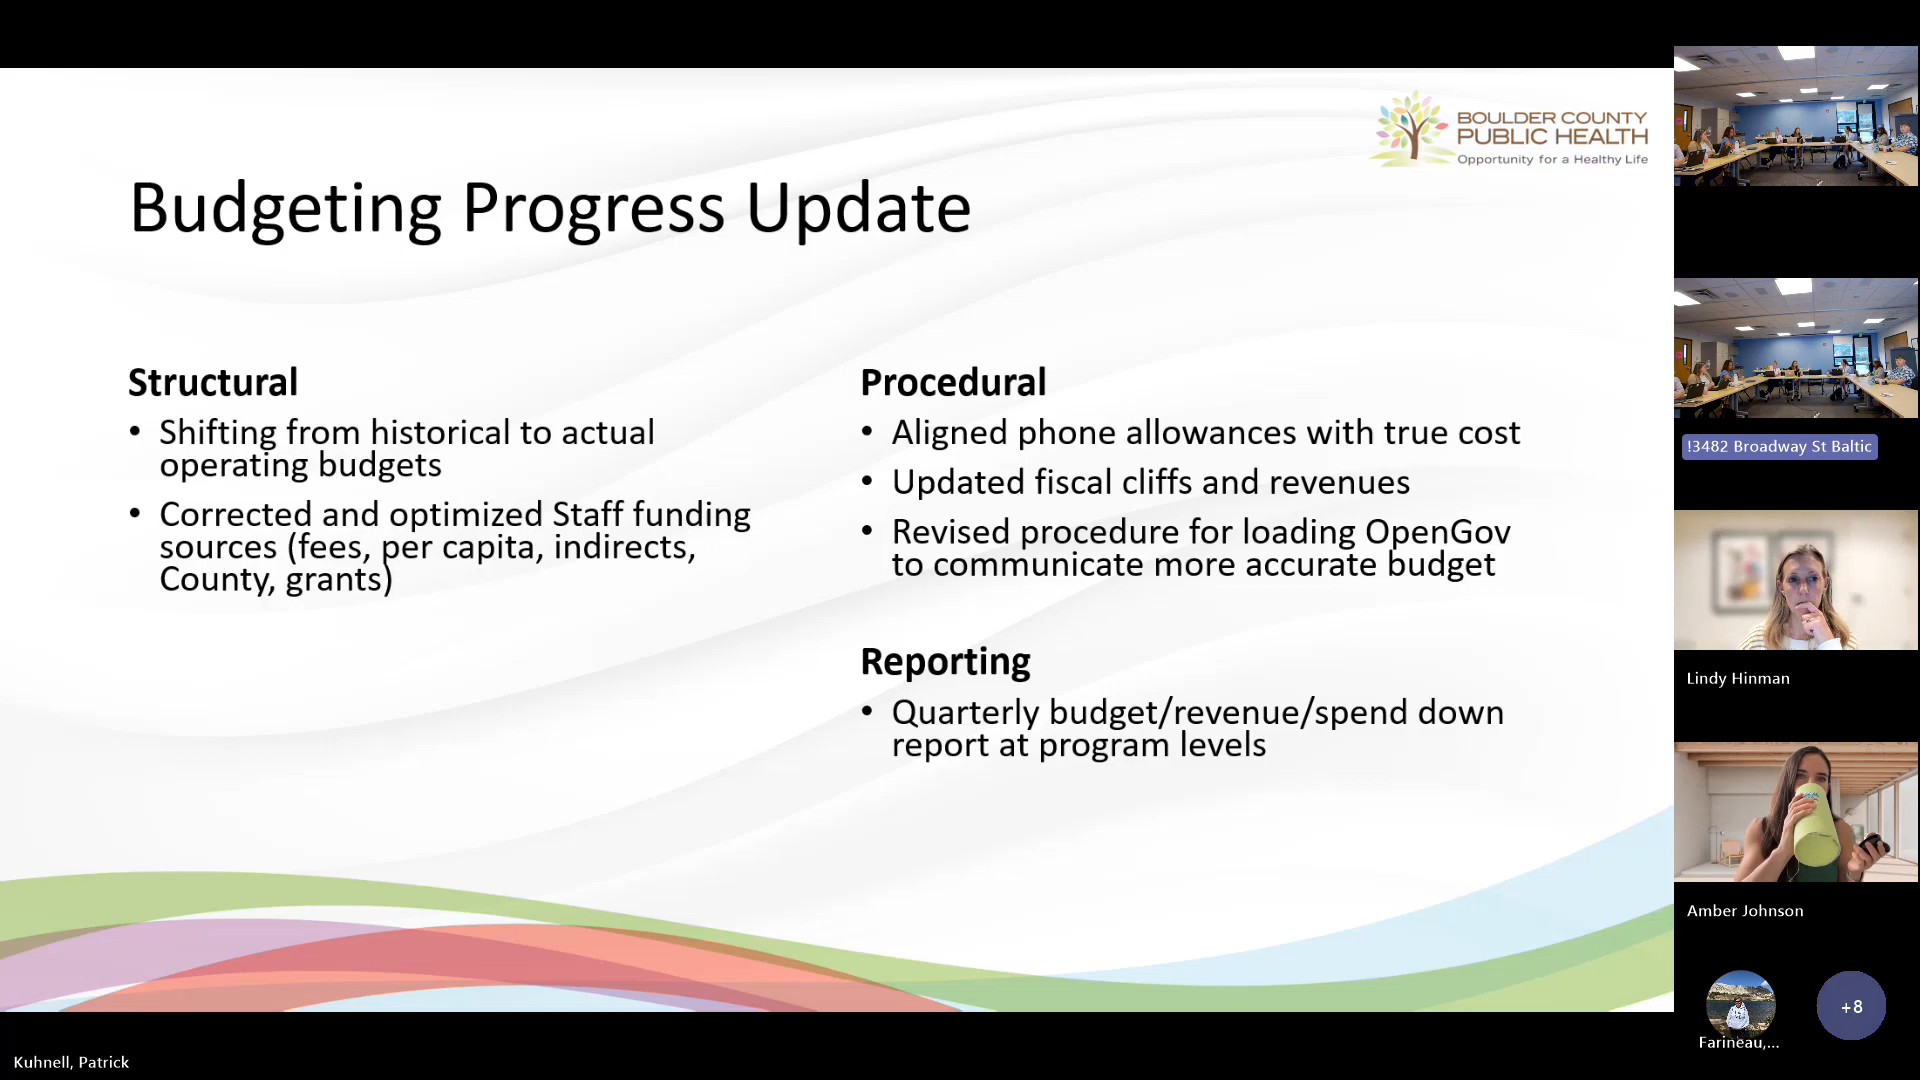 BOULDER COUNTY
PUBLIC HEALTH
Opportunity for a Healthy Life
Budgeting Progress Update
Structural
• Shifting from historical to actual
operating budgets
• Corrected and optimized Staff funding
sources (fees, per capita, indirects,
County, grants)
Procedural
• Aligned phone allowances with true cost
• Updated fiscal cliffs and revenues
• Revised procedure for loading OpenGov
to communicate more accurate budget
Reporting
• Quarterly budget/revenue/spend down
report at program levels
!3482 Broadway St Baltic
Lindy Hinman
Amber Johnson
Farineau,...
+8
Kuhnell, Patrick